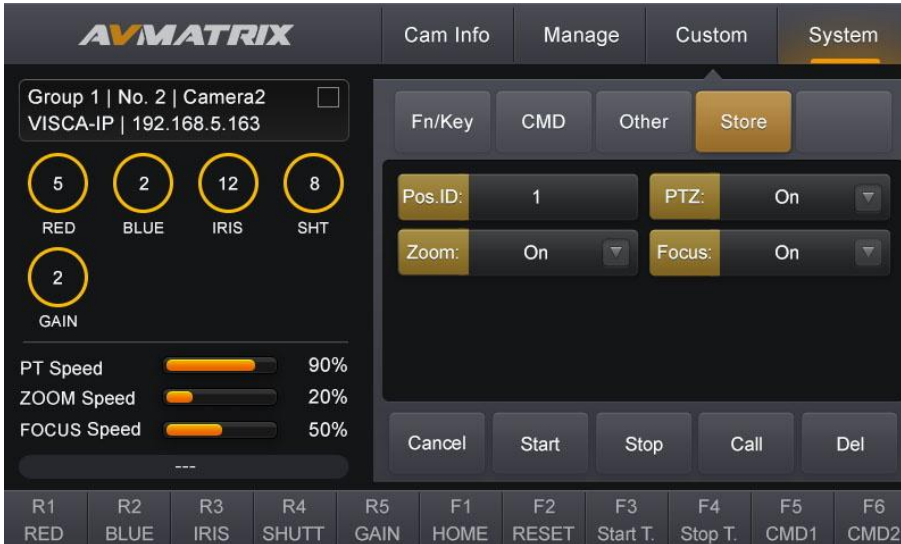 AVMATRIX
Cam Info Manage Custom System
Group 1 | No. 2 | Camera2
VISCA-IP | 192.168.5.163
5 2 12 8
RED BLUE IRIS SHT
2
GAIN
PT Speed 90%
ZOOM Speed 20%
FOCUS Speed 50%
---
Fn/Key CMD Other Store
Pos.ID: 1 PTZ: On
Zoom: On Focus: On
Cancel Start Stop Call Del
R1 R2 R3 R4 R5 F1 F2 F3 F4 F5 F6
RED BLUE IRIS SHUTT GAIN HOME RESET Start T. Stop T. CMD1 CMD2